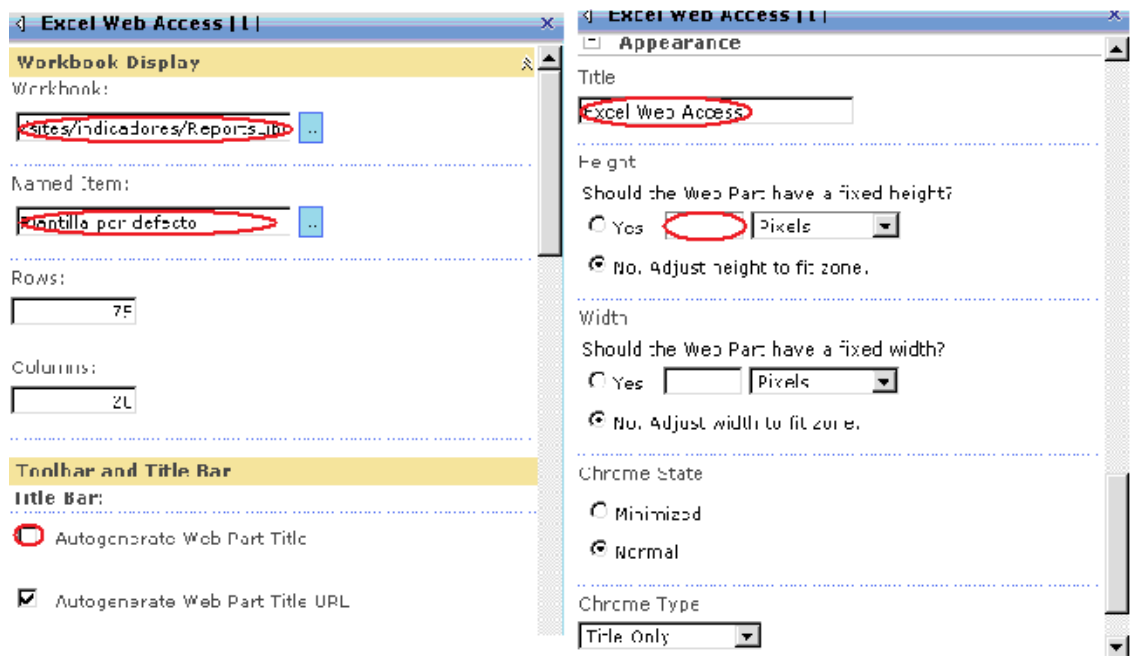 Excel Web Access [1]
Workbook Display
Workbook:
/sites/indicadores/ReportsLib
..
Named Item:
Plantilla por defecto
..
Rows:
75
Columns:
20
Toolbar and Title Bar
Title Bar:
Autogenerate Web Part Title
Autogenerate Web Part Title URL
Excel Web Access [1]
Appearance
Title
Excel Web Access
Height
Should the Web Part have a fixed height?
Yes Pixels
No. Adjust height to fit zone.
Width
Should the Web Part have a fixed width?
Yes Pixels
No. Adjust width to fit zone.
Chrome State
Minimized
Normal
Chrome Type
Title Only